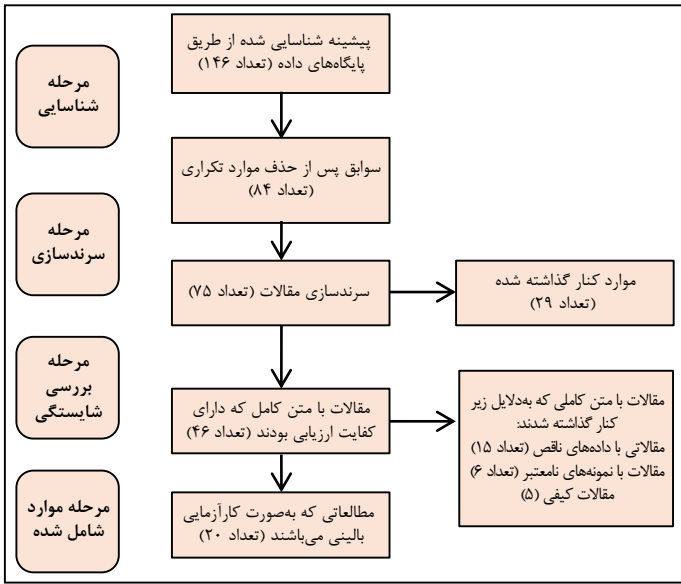 مرحله
شناسایی
پیشینه شناسایی شده از طریق
پایگاه‌های داده (تعداد ۱۴۶)
سوابق پس از حذف موارد تکراری
(تعداد ۸۴)
مرحله
سرندسازی
سرندسازی مقالات (تعداد ۷۵)
موارد کنار گذاشته شده
(تعداد ۲۹)
مرحله
بررسی
شایستگی
مقالات با متن کامل که دارای
کفایت ارزیابی بودند (تعداد ۴۶)
مقالات با متن کاملی که به‌دلایل زیر
کنار گذاشته شدند:
مقالاتی با داده‌های ناقص (تعداد ۱۵)
مقالات با نمونه‌های نامعتبر (تعداد ۶)
مقالات کیفی (۵)
مرحله موارد
شامل شده
مطالعاتی که به‌صورت کارآزمایی
بالینی می‌باشند (تعداد ۲۰)